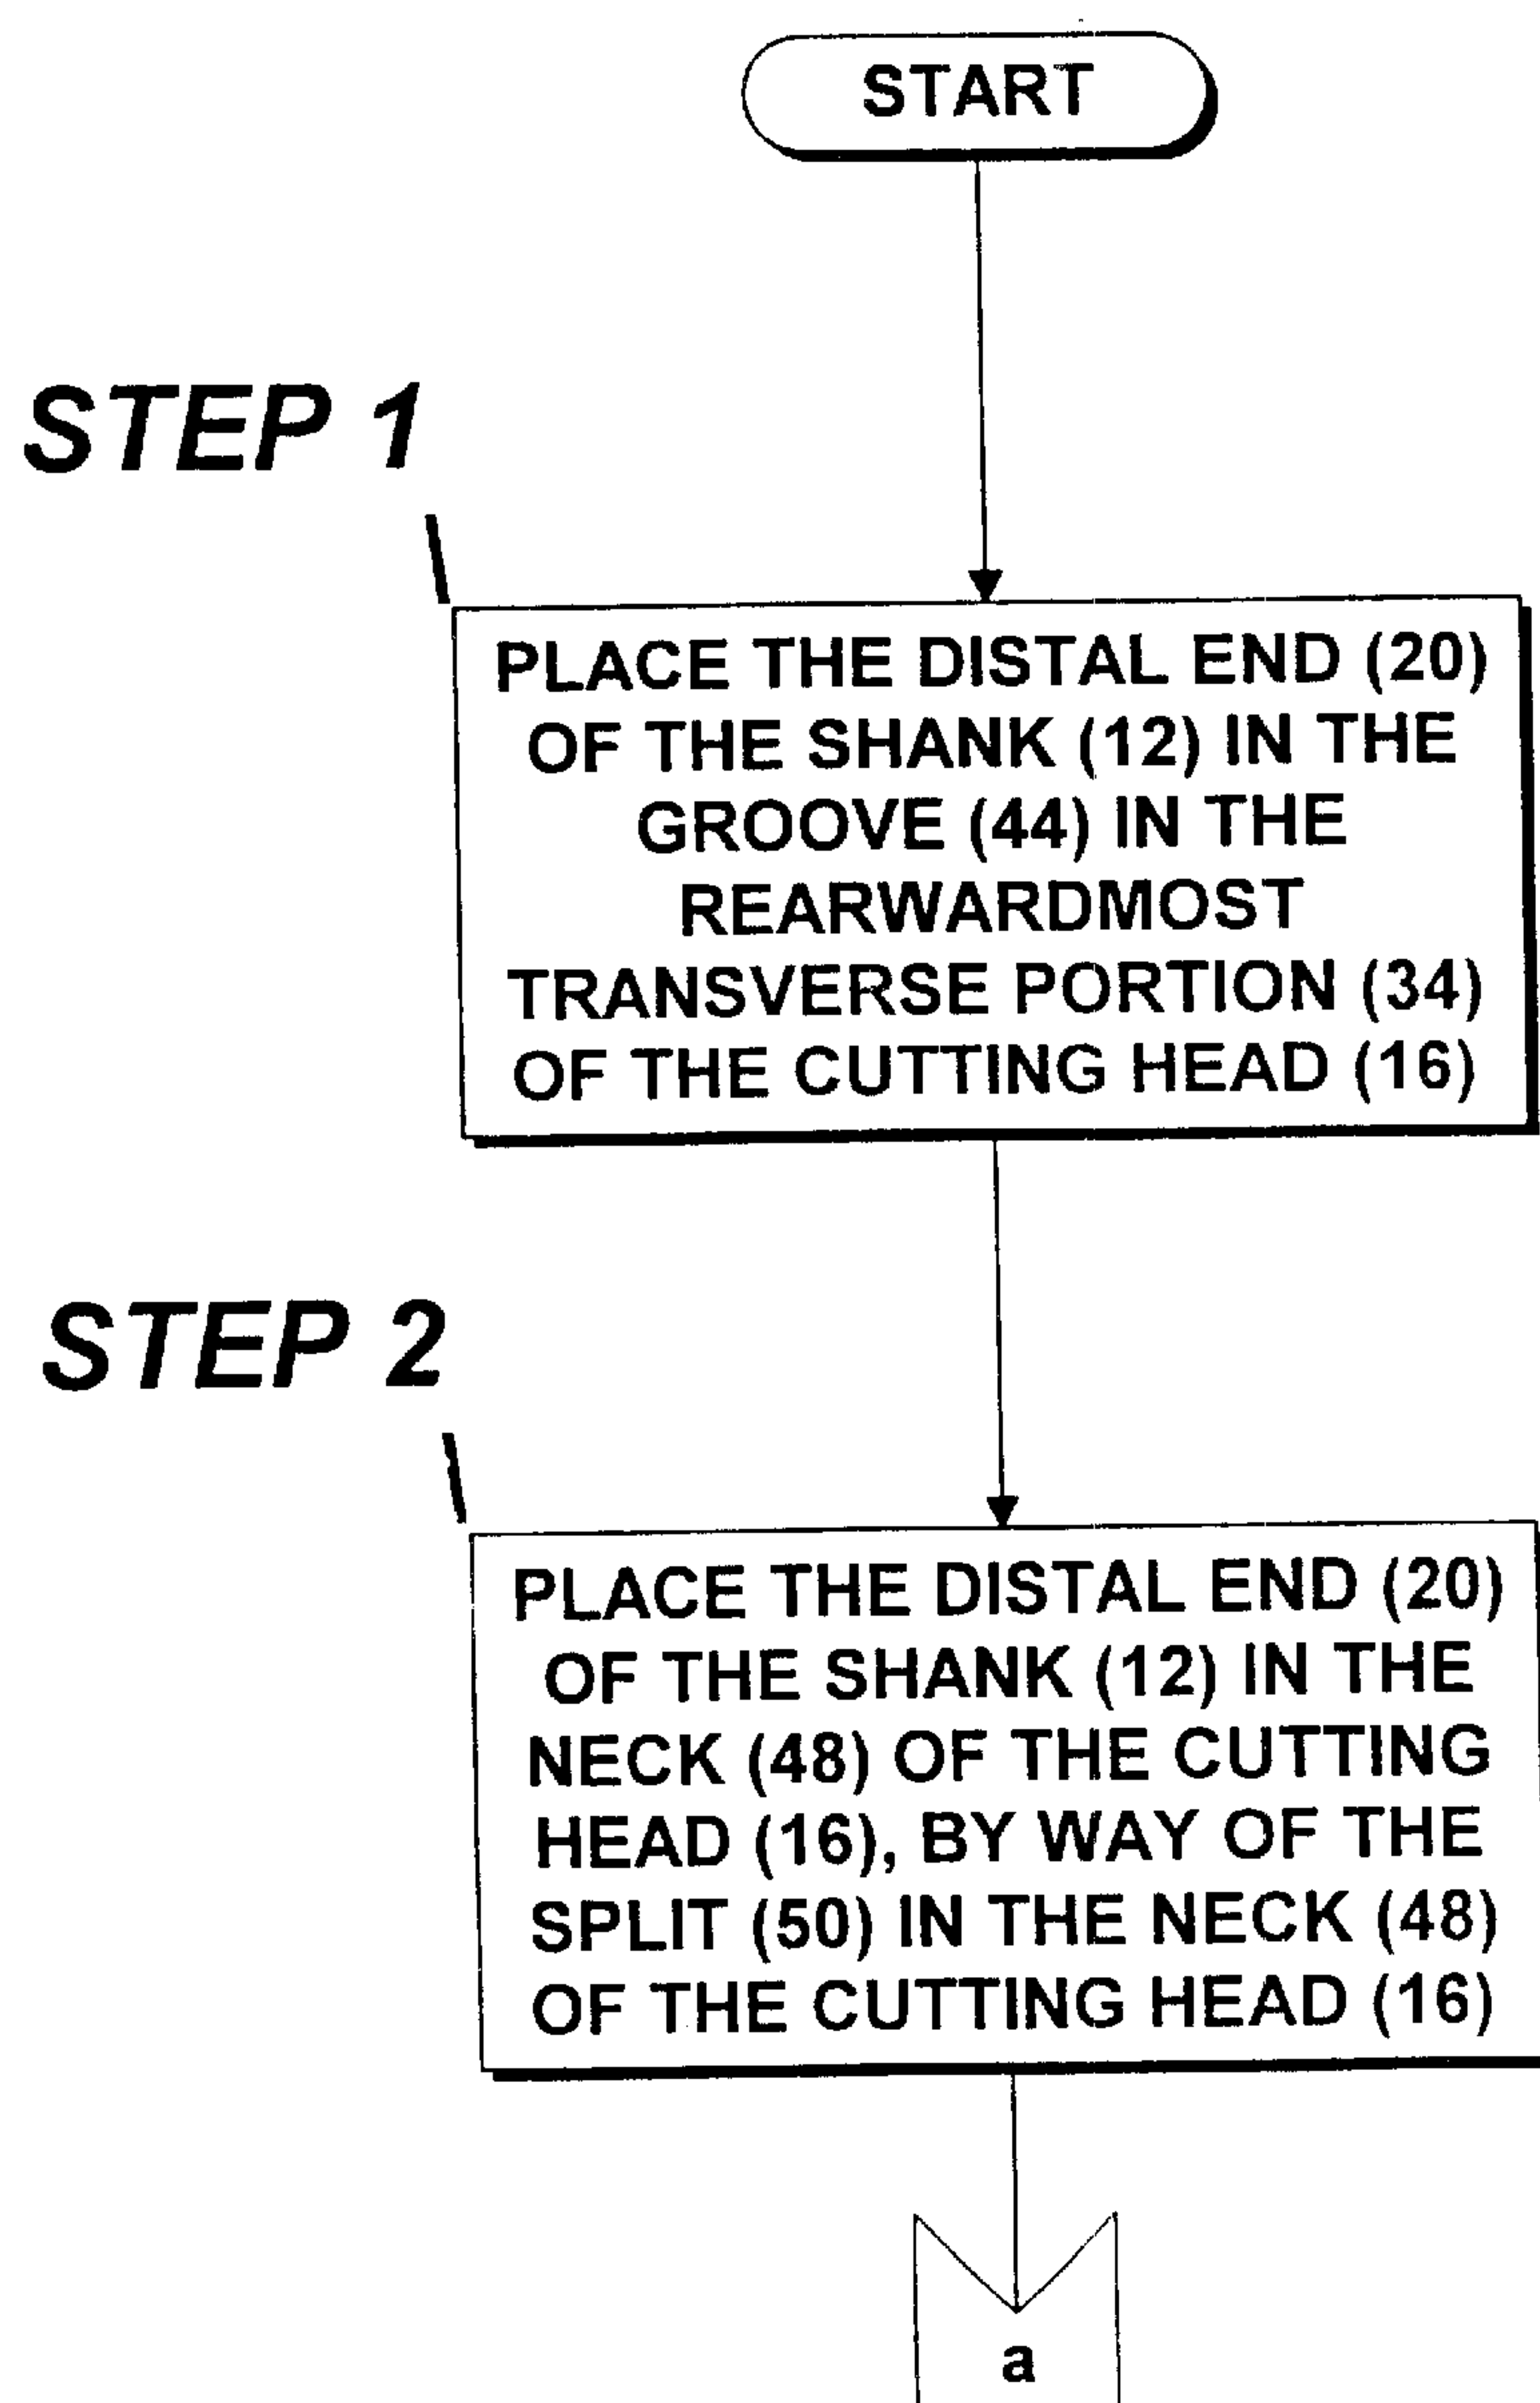 START
STEP 1
PLACE THE DISTAL END (20)
OF THE SHANK (12) IN THE
GROOVE (44) IN THE
REARWARDMOST
TRANSVERSE PORTION (34)
OF THE CUTTING HEAD (16)
STEP 2
PLACE THE DISTAL END (20)
OF THE SHANK (12) IN THE
NECK (48) OF THE CUTTING
HEAD (16), BY WAY OF THE
SPLIT (50) IN THE NECK (48)
OF THE CUTTING HEAD (16)
a